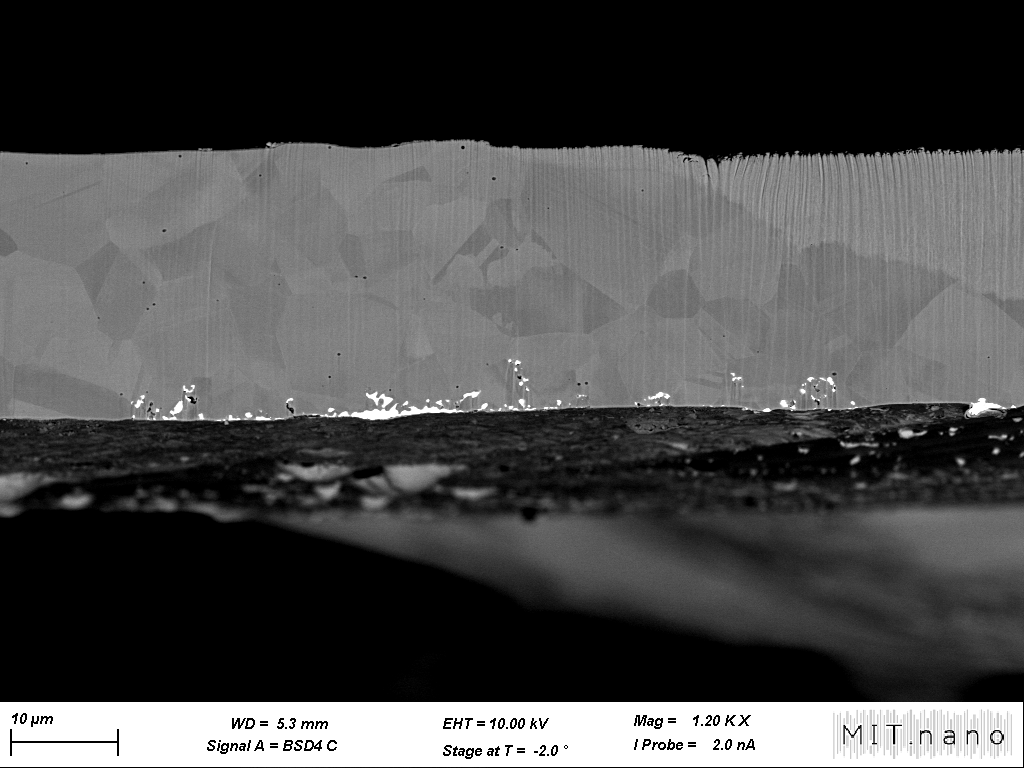 10 µm
WD = 5.3 mm
Signal A = BSD4 C
EHT = 10.00 kV
Stage at T = -2.0 °
Mag = 1.20 K X
I Probe = 2.0 nA
MIT.nano